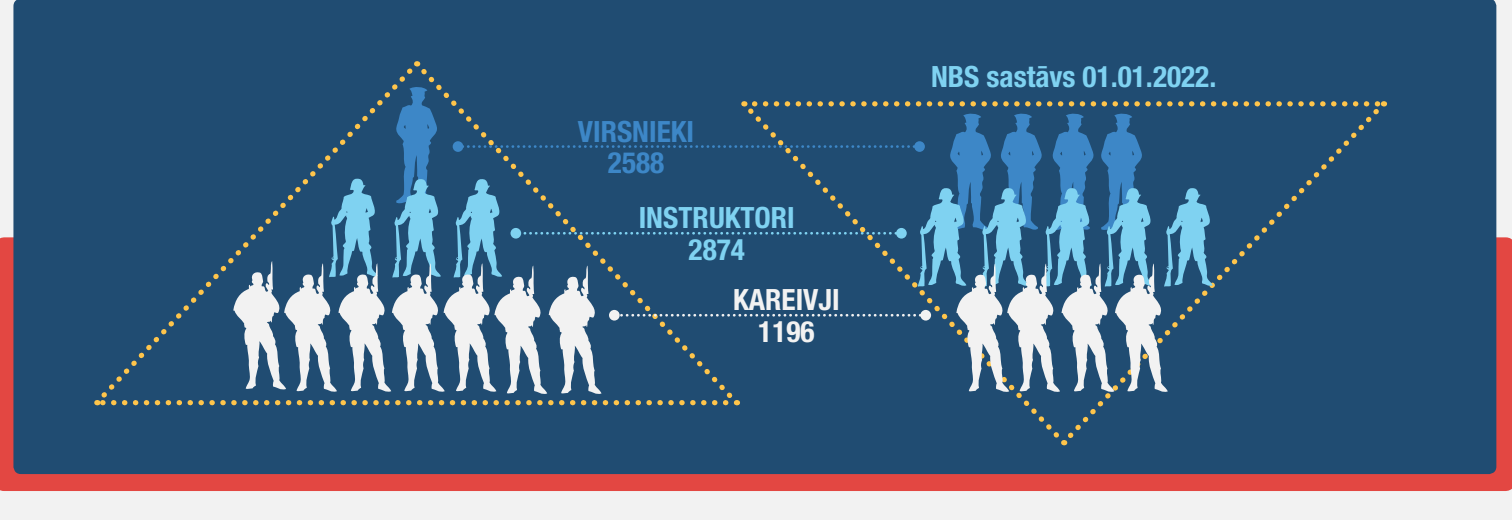 NBS sastāvs 01.01.2022.
VIRSNIEKI
2588
INSTRUKTORI
2874
KAREIVJI
1196